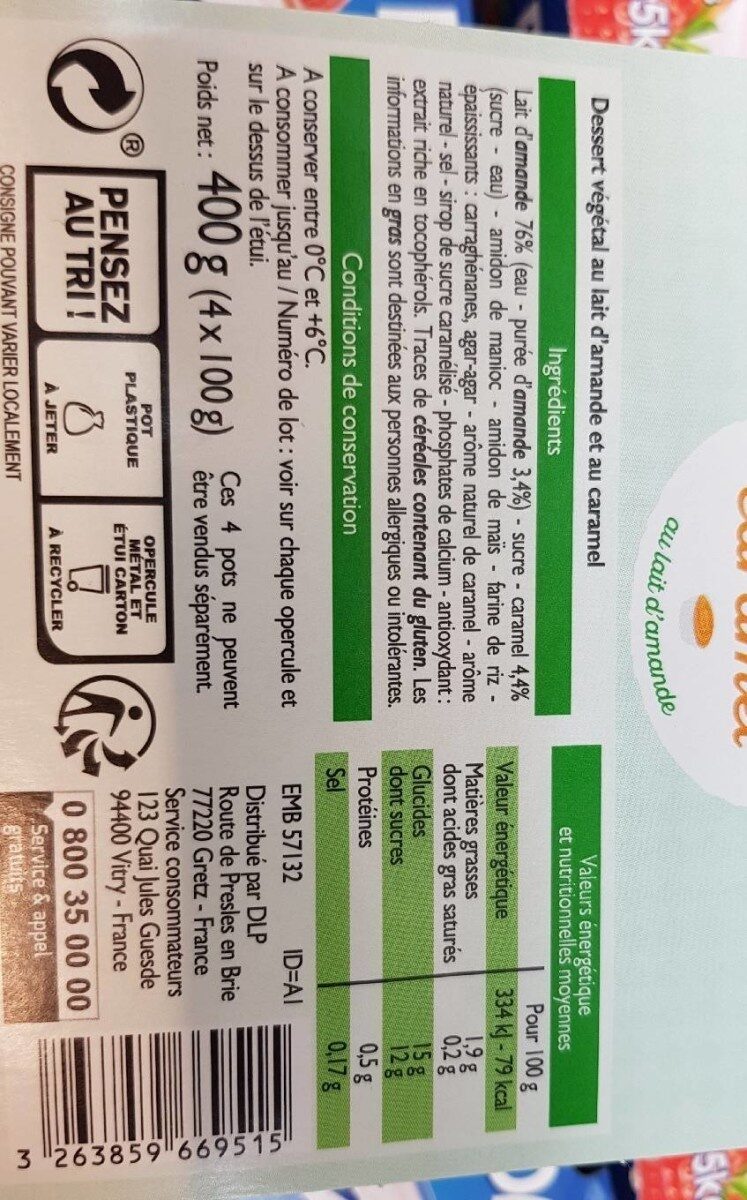 au lait d'amande
Dessert végétal au lait d'amande et au caramel
Ingrédients
Lait d'amande 76% (eau - purée d'amande 3,4%) - sucre - caramel 4,4%
(sucre - eau) - amidon de manioc - amidon de maïs - farine de riz -
épaississants : carraghénanes, agar-agar - arôme naturel de caramel - arôme
naturel - sel - sirop de sucre caramélisé - phosphates de calcium - antioxydant :
extrait riche en tocophérols. Traces de céréales contenant du gluten. Les
informations en gras sont destinées aux personnes allergiques ou intolérantes.
Conditions de conservation
A conserver entre 0°C et +6°C.
A consommer jusqu'au / Numéro de lot : voir sur chaque opercule et
sur le dessus de l'étui.
Poids net : 400 g (4 x 100 g)
Ces 4 pots ne peuvent
être vendus séparément.
®
PENSEZ
AU TRI !
POT
PLASTIQUE
À JETER
OPERCULE
MÉTAL ET
ÉTUI CARTON
À RECYCLER
CONSIGNE POUVANT VARIER LOCALEMENT
Valeurs énergétique
et nutritionnelles moyennes
Pour 100 g
Valeur énergétique 334 kJ - 79 kcal
Matières grasses 1,9 g
dont acides gras saturés 0,2 g
Glucides 15 g
dont sucres 12 g
Protéines 0,5 g
Sel 0,17 g
EMB 57132 ID=A1
Distribué par DLP
Route de Presles en Brie
77220 Gretz - France
Service consommateurs
123 Quai Jules Guesde
94400 Vitry - France
0 800 35 00 00
Service & appel
gratuits
3 263859 669515
5K